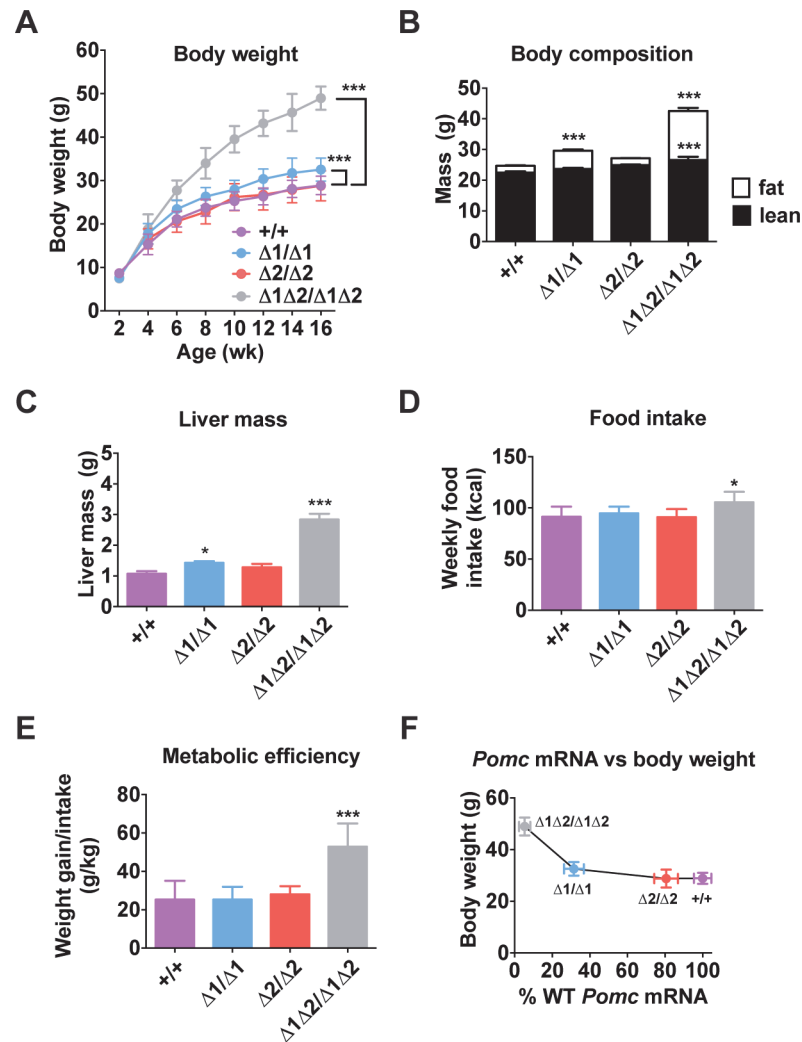 A
Body weight
Body weight (g)
60
50
40
30
20
10
0
2 4 6 8 10 12 14 16
Age (wk)
***
***
+/+
Δ1/Δ1
Δ2/Δ2
Δ1Δ2/Δ1Δ2
B
Body composition
Mass (g)
50
40
30
20
10
0
***
***
***
fat
lean
+/+
Δ1/Δ1
Δ2/Δ2
Δ1Δ2/Δ1Δ2
C
Liver mass
Liver mass (g)
5
4
3
2
1
0
*
***
+/+
Δ1/Δ1
Δ2/Δ2
Δ1Δ2/Δ1Δ2
D
Food intake
Weekly food
intake (kcal)
150
100
50
0
*
+/+
Δ1/Δ1
Δ2/Δ2
Δ1Δ2/Δ1Δ2
E
Metabolic efficiency
Weight gain/intake
(g/kg)
80
60
40
20
0
***
+/+
Δ1/Δ1
Δ2/Δ2
Δ1Δ2/Δ1Δ2
F
Pomc mRNA vs body weight
Body weight (g)
60
40
20
0
Δ1Δ2/Δ1Δ2
Δ1/Δ1
Δ2/Δ2
+/+
0 20 40 60 80 100
% WT Pomc mRNA